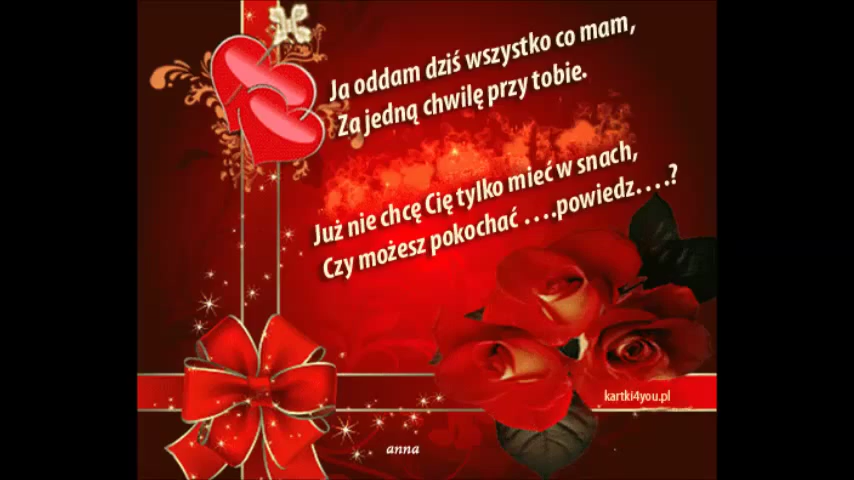 Ja oddam dziś wszystko co mam,
Za jedną chwilę przy tobie.
Już nie chcę Cię tylko mieć w snach,
Czy możesz pokochać ....powiedz....?
kartki4you.pl
anna